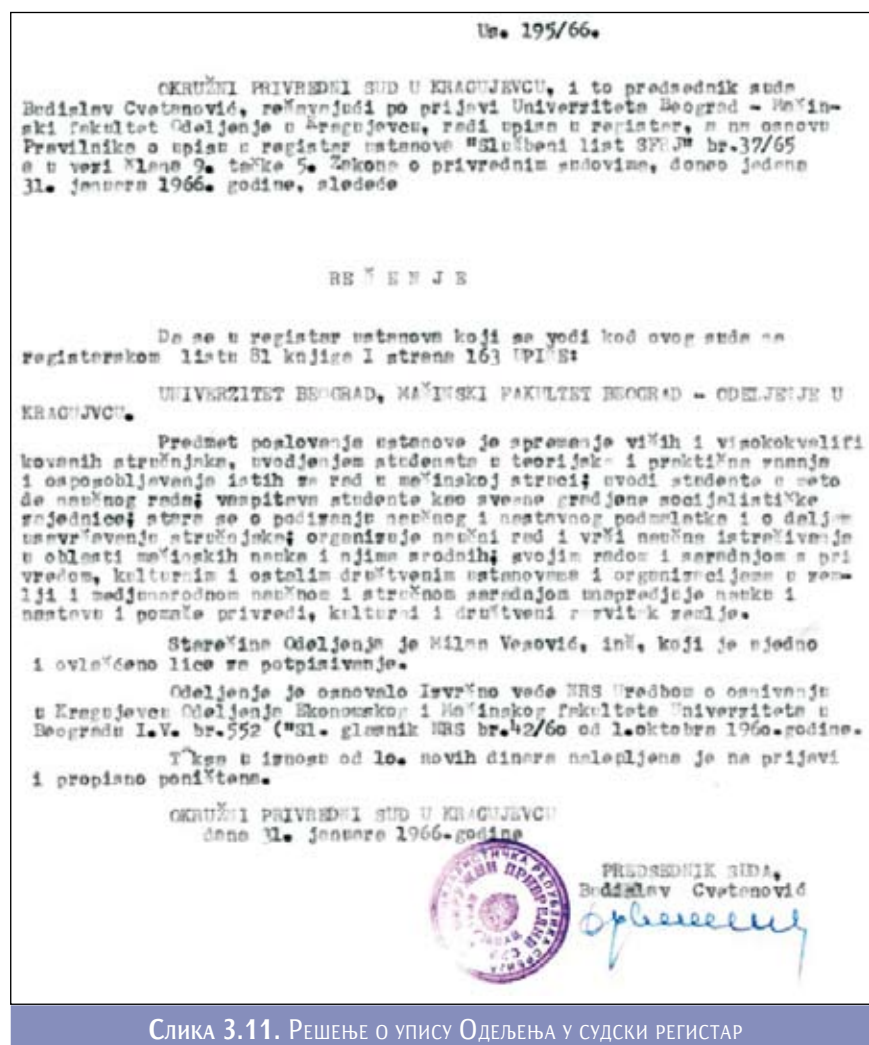 Us. 195/66.
OKRUŽNI PRIVREDNI SUD U KRAGUJEVCU, i to predsednik suda
Budislav Cvetanović, rešavajući po prijavi Univerziteta Beograd - Mašin-
ski fakultet Odeljenje u Kragujevcu, radi upisa u registar, a na osnovu
Pravilnika o upisu u registar ustanova "Službeni list SFRJ" br.37/65
a u vezi člana 9. tačke 5. Zakona o privrednim sudovima, doneo jedana
31. januara 1966. godine, sledeće
REŠENJE
Da se u registar ustanova koji se vodi kod ovog suda na
registarskom listu 81 knjige I strana 163 UPIŠE:
UNIVERZITET BEOGRAD, MAŠINSKI FAKULTET BEOGRAD - ODELJENJE U
KRAGUJVCU.
Predmet poslovanja ustanove je spremanje viših i visokokvalifi
kovanih stručnjaka, uvodjenjem studenata u teorijska i praktična znanja
i osposobljavanja istih za rad u mašinskoj struci; uvodi studente u meto
de naučnog rada; vaspitava studente kao svesne gradjane socijalističke
zajednice; stara se o podizanju naučnog i nastavnog podmlatka i o daljem
usavršavanju stručnjaka; organizuje naučni rad i vrši naučna istraživanja
u oblasti mašinskih nauka i njima srodnih; svojim radom i saradnjom s pri
vredom, kulturnim i ostalim društvenim ustanovama i organizacijama u zem-
lji i medjunarodnom naučnom i stručnom saradnjom unapredjuje nauku i
nastavu i pomaže privredi, kulturni i društveni razvitak zemlje.
Starešina Odeljenja je Milan Vesović, inž, koji je ujedno
i ovlašćeno lice za potpisivanje.
Odeljenje je osnovalo Izvršno veće NRS Uredbom o osnivanju
u Kragujevcu Odeljenja Ekonomskog i Mašinskog fakulteta Univerziteta u
Beogradu I.V. br.552 ("Sl. glasnik NRS br.42/60 od 1.oktobra 1960.godine.
Taksa u iznosu od 10. novih dinara nalepljena je na prijavi
i propisno poništena.
OKRUŽNI PRIVREDNI SUD U KRAGUJEVCU
dana 31. januara 1966.godine
PREDSEDNIK SUDA,
Budislav Cvetanović
Слика 3.11. Решење о упису Одељења у судски регистар